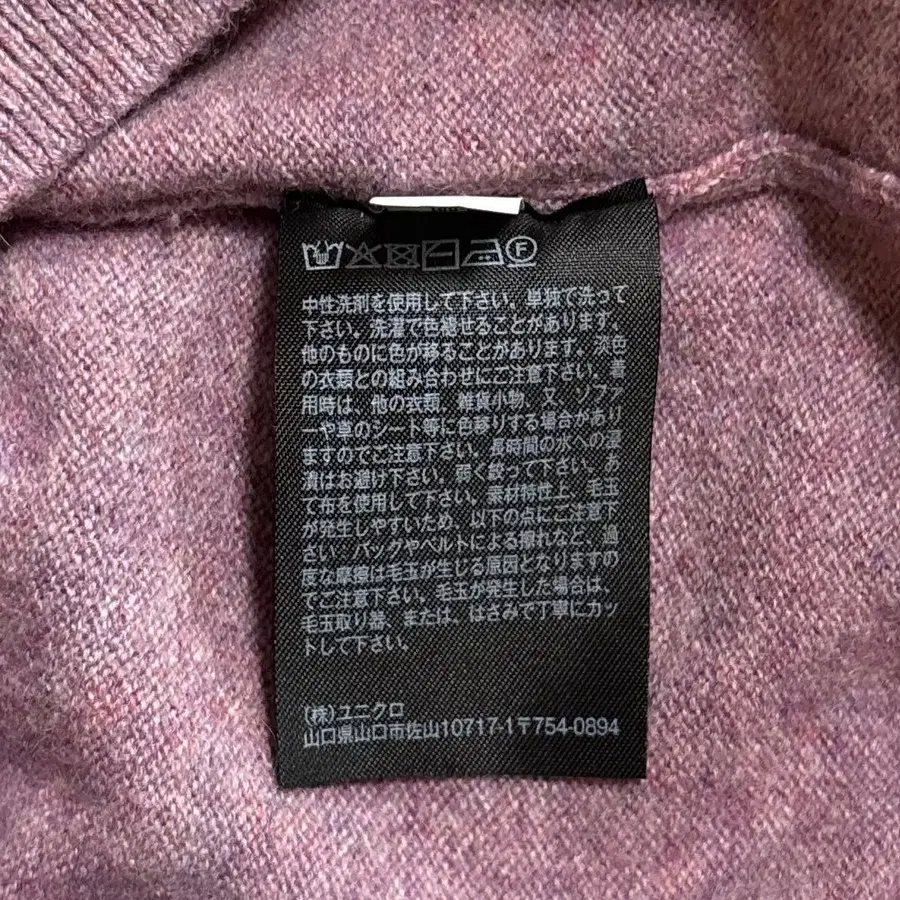 F
中性洗剤を使用して下さい。単独で洗って
下さい。洗濯で色褪せることがあります。
他のものに色が移ることがあります。淡色
の衣類との組み合わせにご注意下さい。着
用時は、他の衣類、雑貨小物、又、ソファ
ーや車のシート等に色移りする場合があり
ますのでご注意下さい。長時間の水への浸
漬はお避け下さい。弱く絞って下さい。あ
て布を使用して下さい。素材特性上、毛玉
が発生しやすいため、以下の点にご注意下
さい：バッグやベルトによる擦れなど、過
度な摩擦は毛玉が生じる原因となりますの
でご注意下さい。毛玉が発生した場合は、
毛玉取り器、または、はさみで丁寧にカッ
トして下さい。
(株)ユニクロ
山口県山口市佐山10717-1〒754-0894